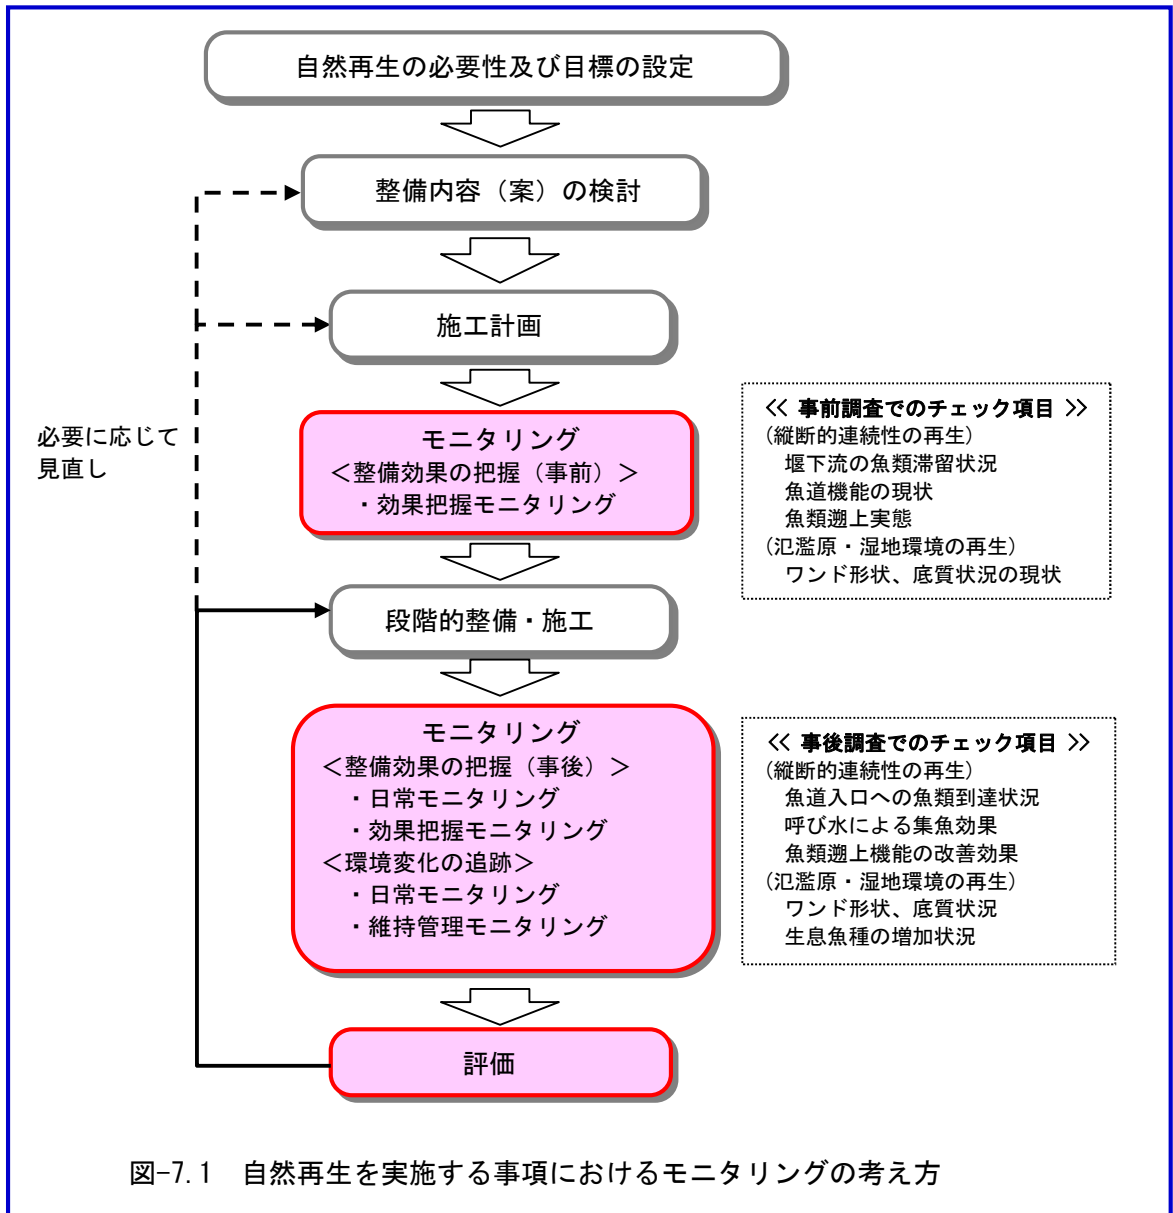 自然再生の必要性及び目標の設定
整備内容（案）の検討
施工計画
必要に応じて
見直し
モニタリング
＜整備効果の把握（事前）＞
・効果把握モニタリング
≪ 事前調査でのチェック項目 ≫
(縦断的連続性の再生)
堰下流の魚類滞留状況
魚道機能の現状
魚類遡上実態
(氾濫原・湿地環境の再生)
ワンド形状、底質状況の現状
段階的整備・施工
モニタリング
＜整備効果の把握（事後）＞
・日常モニタリング
・効果把握モニタリング
＜環境変化の追跡＞
・日常モニタリング
・維持管理モニタリング
≪ 事後調査でのチェック項目 ≫
(縦断的連続性の再生)
魚道入口への魚類到達状況
呼び水による集魚効果
魚類遡上機能の改善効果
(氾濫原・湿地環境の再生)
ワンド形状、底質状況
生息魚種の増加状況
評価
図-7.1　自然再生を実施する事項におけるモニタリングの考え方